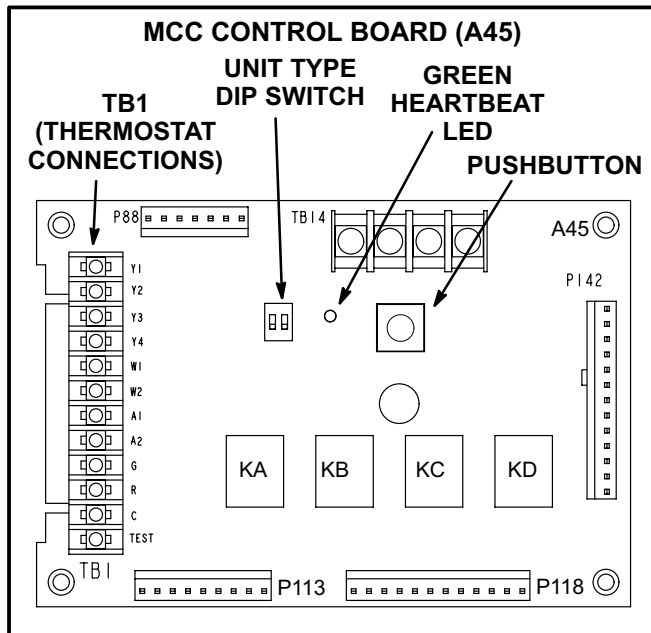 MCC CONTROL BOARD (A45)
UNIT TYPE
DIP SWITCH
GREEN
HEARTBEAT
LED
TB1
(THERMOSTAT
CONNECTIONS)
PUSHBUTTON
P88
TB14
A45
P142
Y1
Y2
Y3
Y4
W1
W2
A1
A2
G
R
C
TEST
KA
KB
KC
KD
TB1
P113
P118